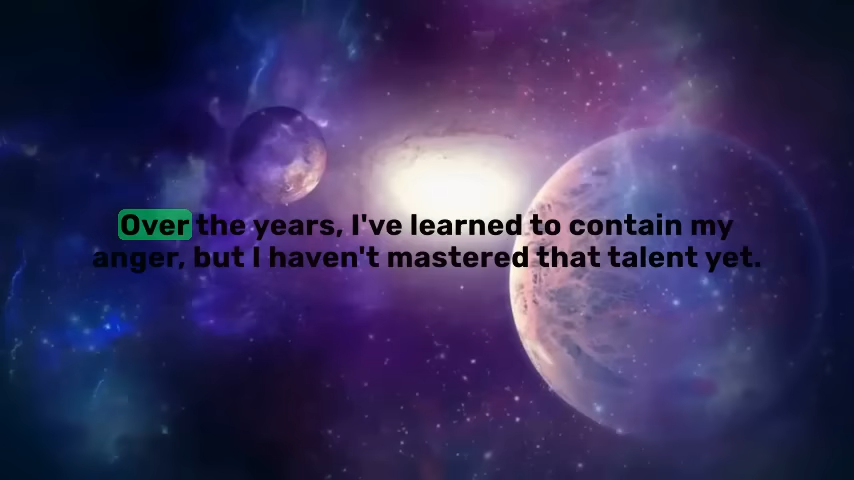 Over the years, I've learned to contain my
anger, but I haven't mastered that talent yet.